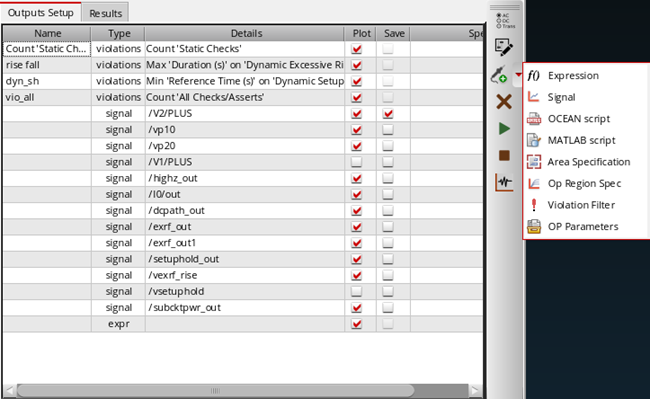 Outputs Setup Results
Name Type Details Plot Save Spe
Count 'Static Ch... violations Count 'Static Checks'
rise fall violations Max 'Duration (s)' on 'Dynamic Excessive Ri
dyn_sh violations Min 'Reference Time (s)' on 'Dynamic Setup
vio_all violations Count 'All Checks/Asserts'
signal /V2/PLUS
signal /vp10
signal /vp20
signal /V1/PLUS
signal /highz_out
signal /I0/out
signal /dcpath_out
signal /exrf_out
signal /exrf_out1
signal /setuphold_out
signal /vexrf_rise
signal /vsetuphold
signal /subcktpwr_out
expr
AC
DC
Trans
f() Expression
Signal
OCEAN script
MATLAB script
Area Specification
Op Region Spec
Violation Filter
OP Parameters